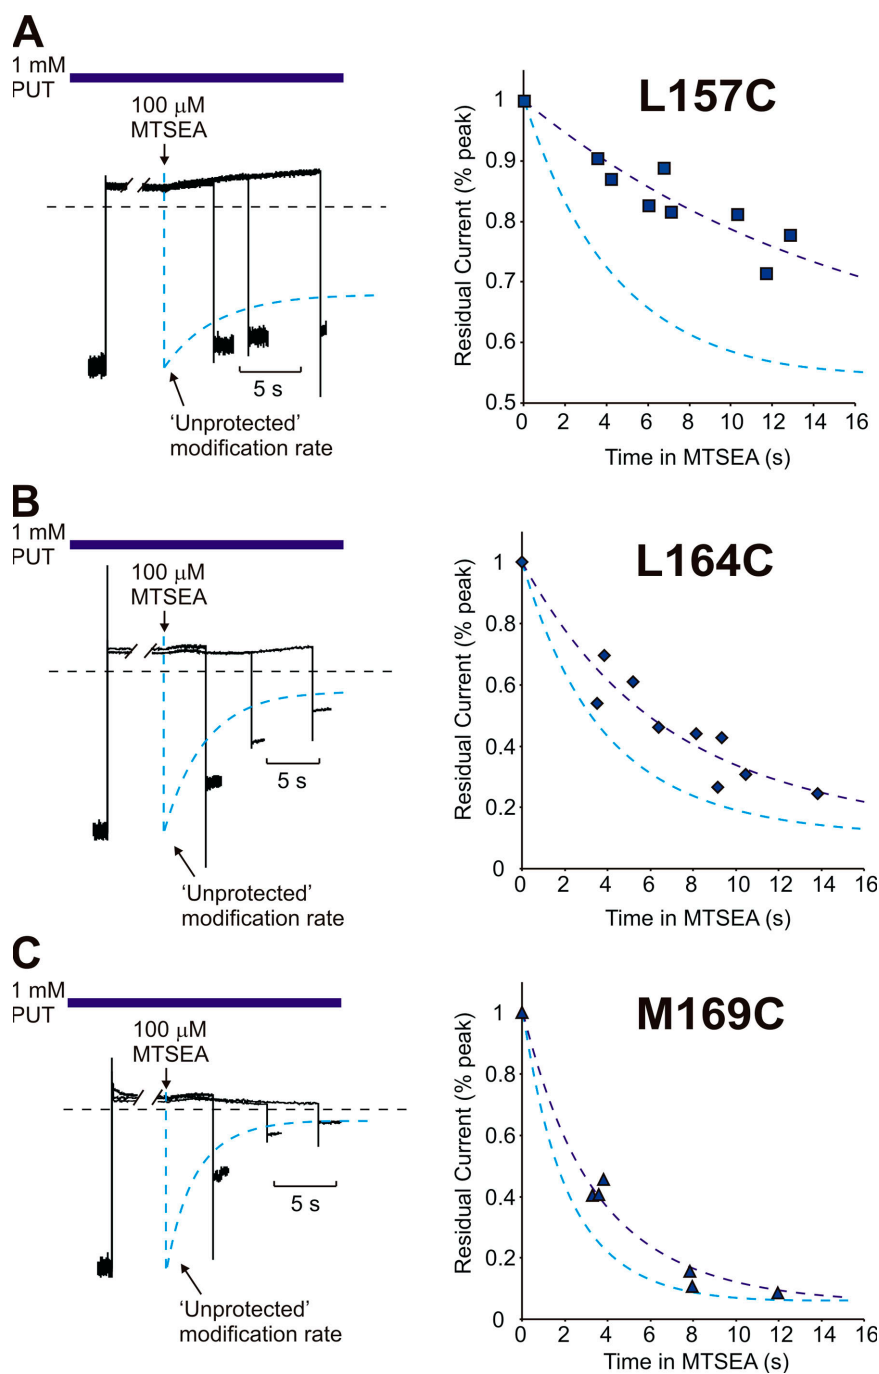 A
1 mM
PUT
100 μM
MTSEA
5 s
'Unprotected'
modification rate
L157C
Residual Current (% peak)
1
0.9
0.8
0.7
0.6
0.5
0 2 4 6 8 10 12 14 16
Time in MTSEA (s)
B
1 mM
PUT
100 μM
MTSEA
5 s
'Unprotected'
modification rate
L164C
Residual Current (% peak)
1
0.8
0.6
0.4
0.2
0
0 2 4 6 8 10 12 14 16
Time in MTSEA (s)
C
1 mM
PUT
100 μM
MTSEA
5 s
'Unprotected'
modification rate
M169C
Residual Current (% peak)
1
0.8
0.6
0.4
0.2
0
0 2 4 6 8 10 12 14 16
Time in MTSEA (s)